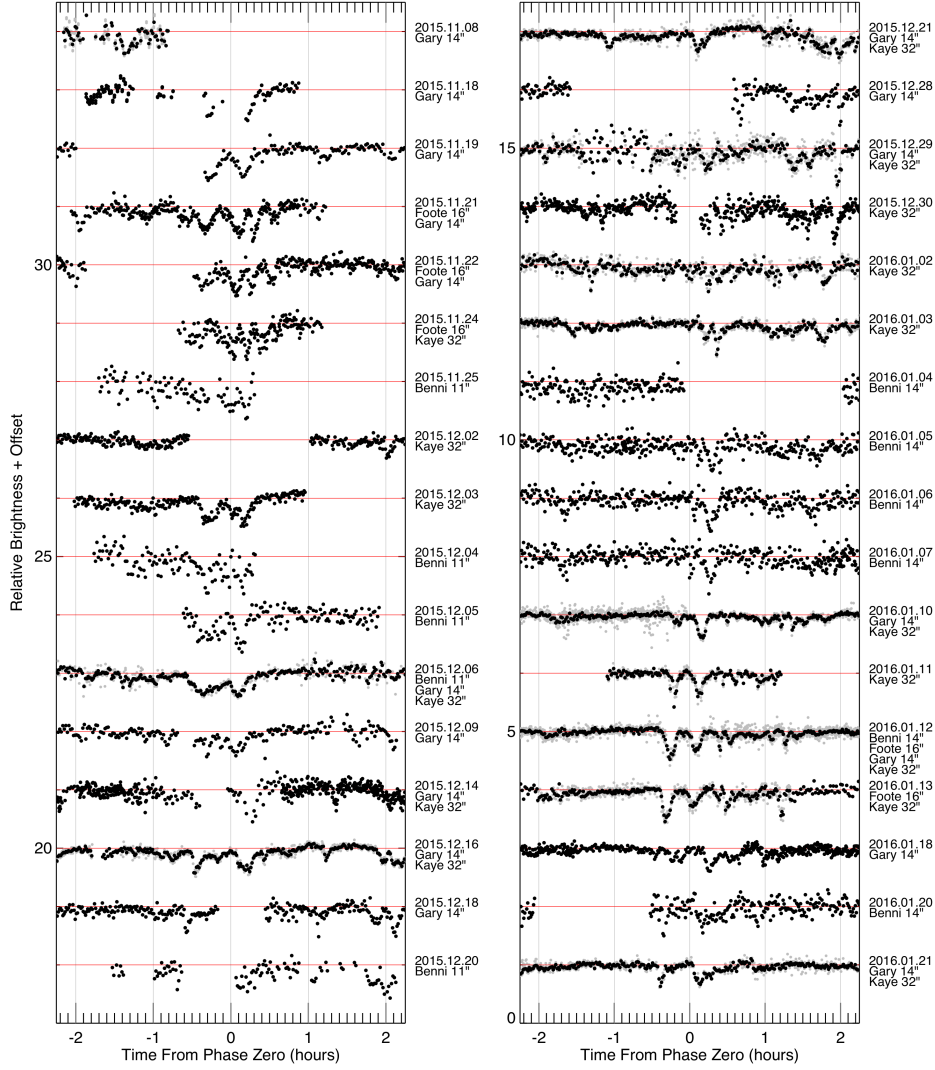 2015.11.08
Gary 14"
2015.11.18
Gary 14"
2015.11.19
Gary 14"
2015.11.21
Foote 16"
Gary 14"
30
2015.11.22
Foote 16"
Gary 14"
2015.11.24
Foote 16"
Kaye 32"
2015.11.25
Benni 11"
2015.12.02
Kaye 32"
2015.12.03
Kaye 32"
25
2015.12.04
Benni 11"
2015.12.05
Benni 11"
2015.12.06
Benni 11"
Gary 14"
Kaye 32"
2015.12.09
Gary 14"
2015.12.14
Gary 14"
Kaye 32"
20
2015.12.16
Gary 14"
Kaye 32"
2015.12.18
Gary 14"
2015.12.20
Benni 11"
Relative Brightness + Offset
-2 -1 0 1 2
Time From Phase Zero (hours)
2015.12.21
Gary 14"
Kaye 32"
2015.12.28
Gary 14"
15
2015.12.29
Gary 14"
Kaye 32"
2015.12.30
Kaye 32"
2016.01.02
Kaye 32"
2016.01.03
Kaye 32"
2016.01.04
Benni 14"
10
2016.01.05
Benni 14"
2016.01.06
Benni 14"
2016.01.07
Benni 14"
2016.01.10
Gary 14"
Kaye 32"
2016.01.11
Kaye 32"
5
2016.01.12
Benni 14"
Foote 16"
Gary 14"
Kaye 32"
2016.01.13
Foote 16"
Kaye 32"
2016.01.18
Gary 14"
2016.01.20
Benni 14"
2016.01.21
Gary 14"
Kaye 32"
0
-2 -1 0 1 2
Time From Phase Zero (hours)